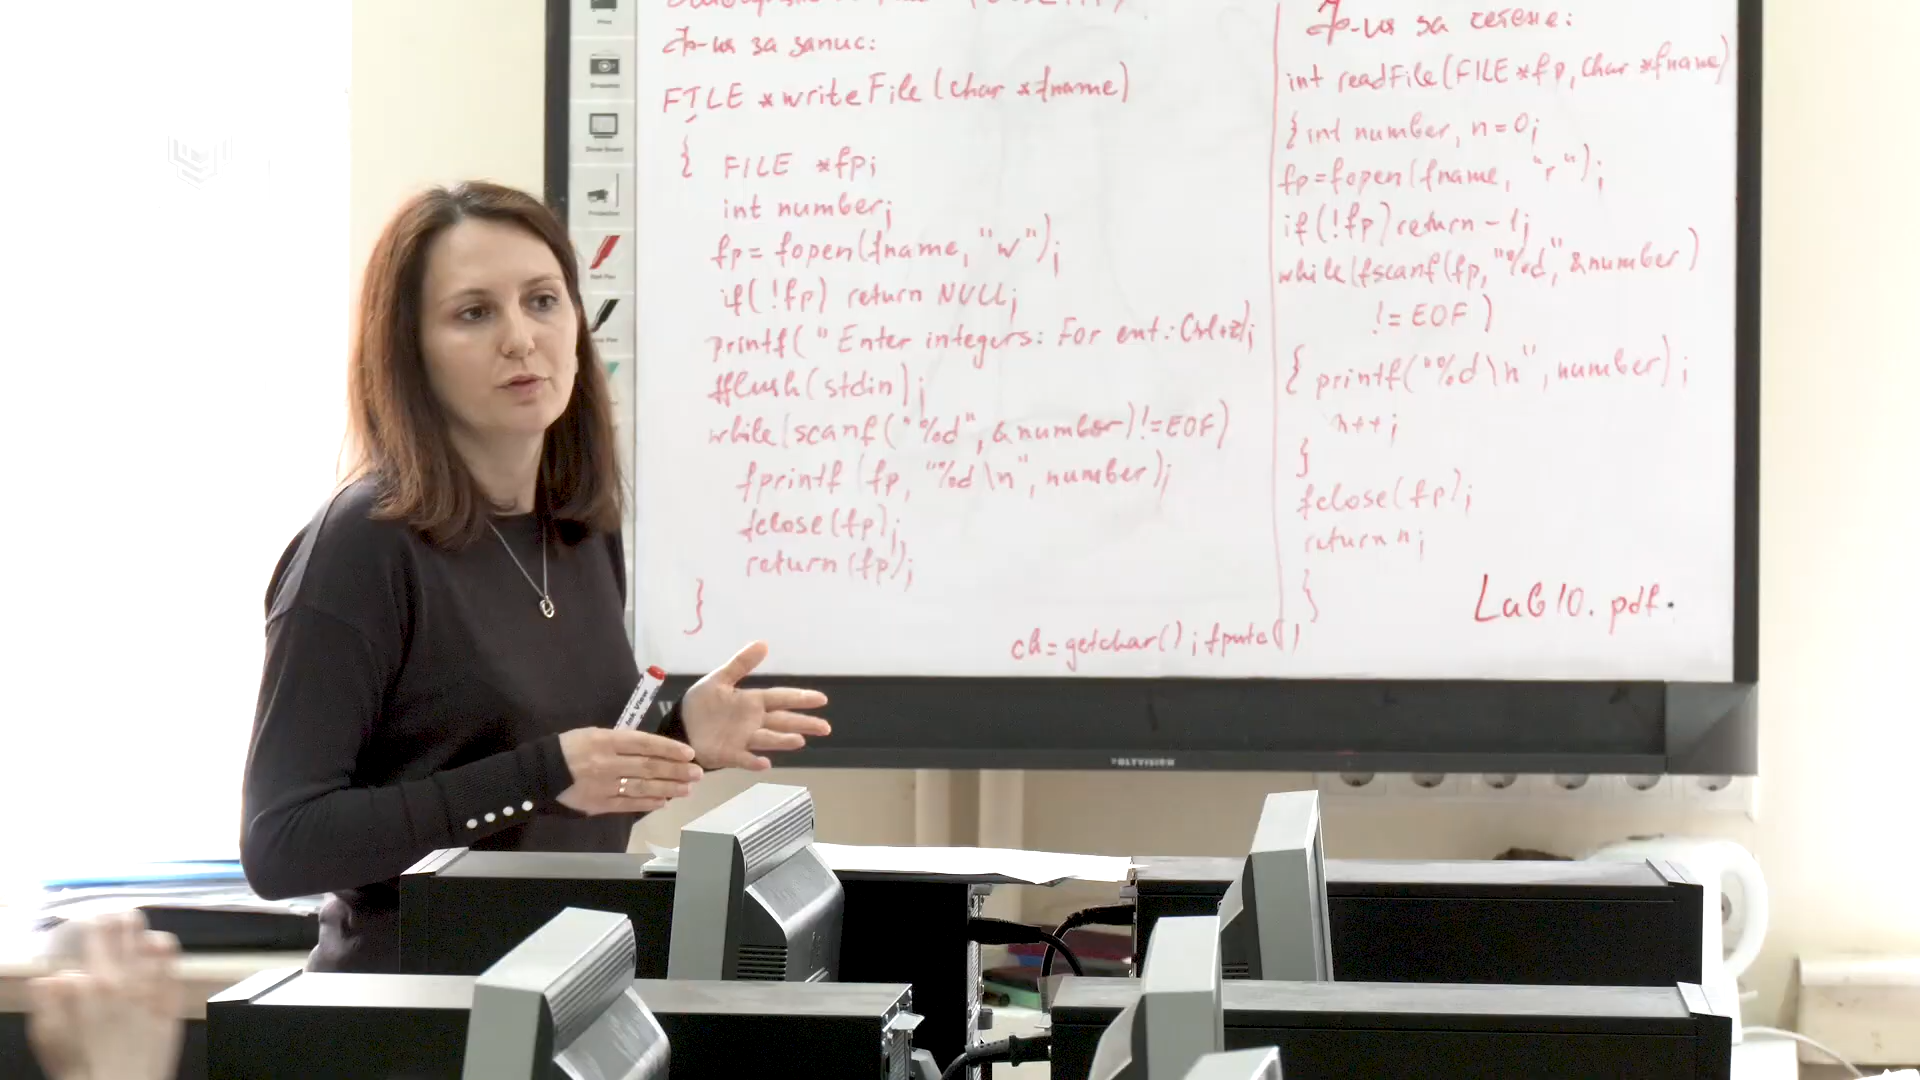 Ф-ия за запис:
FILE *writeFile(char *fname)
{
FILE *fp;
int number;
fp = fopen(fname, "w");
if(!fp) return NULL;
printf("Enter integers: For ent.: Ctrl+z);
fflush(stdin);
while(scanf("%d", &number)!=EOF)
fprintf(fp, "%d\n", number);
fclose(fp);
return(fp);
}
ch=getchar(); fputc()
Ф-ия за четене:
int readFile(FILE *fp, char *fname)
{int number, n=0;
fp=fopen(fname, "r");
if(!fp) return -1;
while(fscanf(fp, "%d", &number)
!= EOF)
{ printf("%d\n", number);
n++;
}
fclose(fp);
return n;
}
Lab10.pdf.
POLYVISION